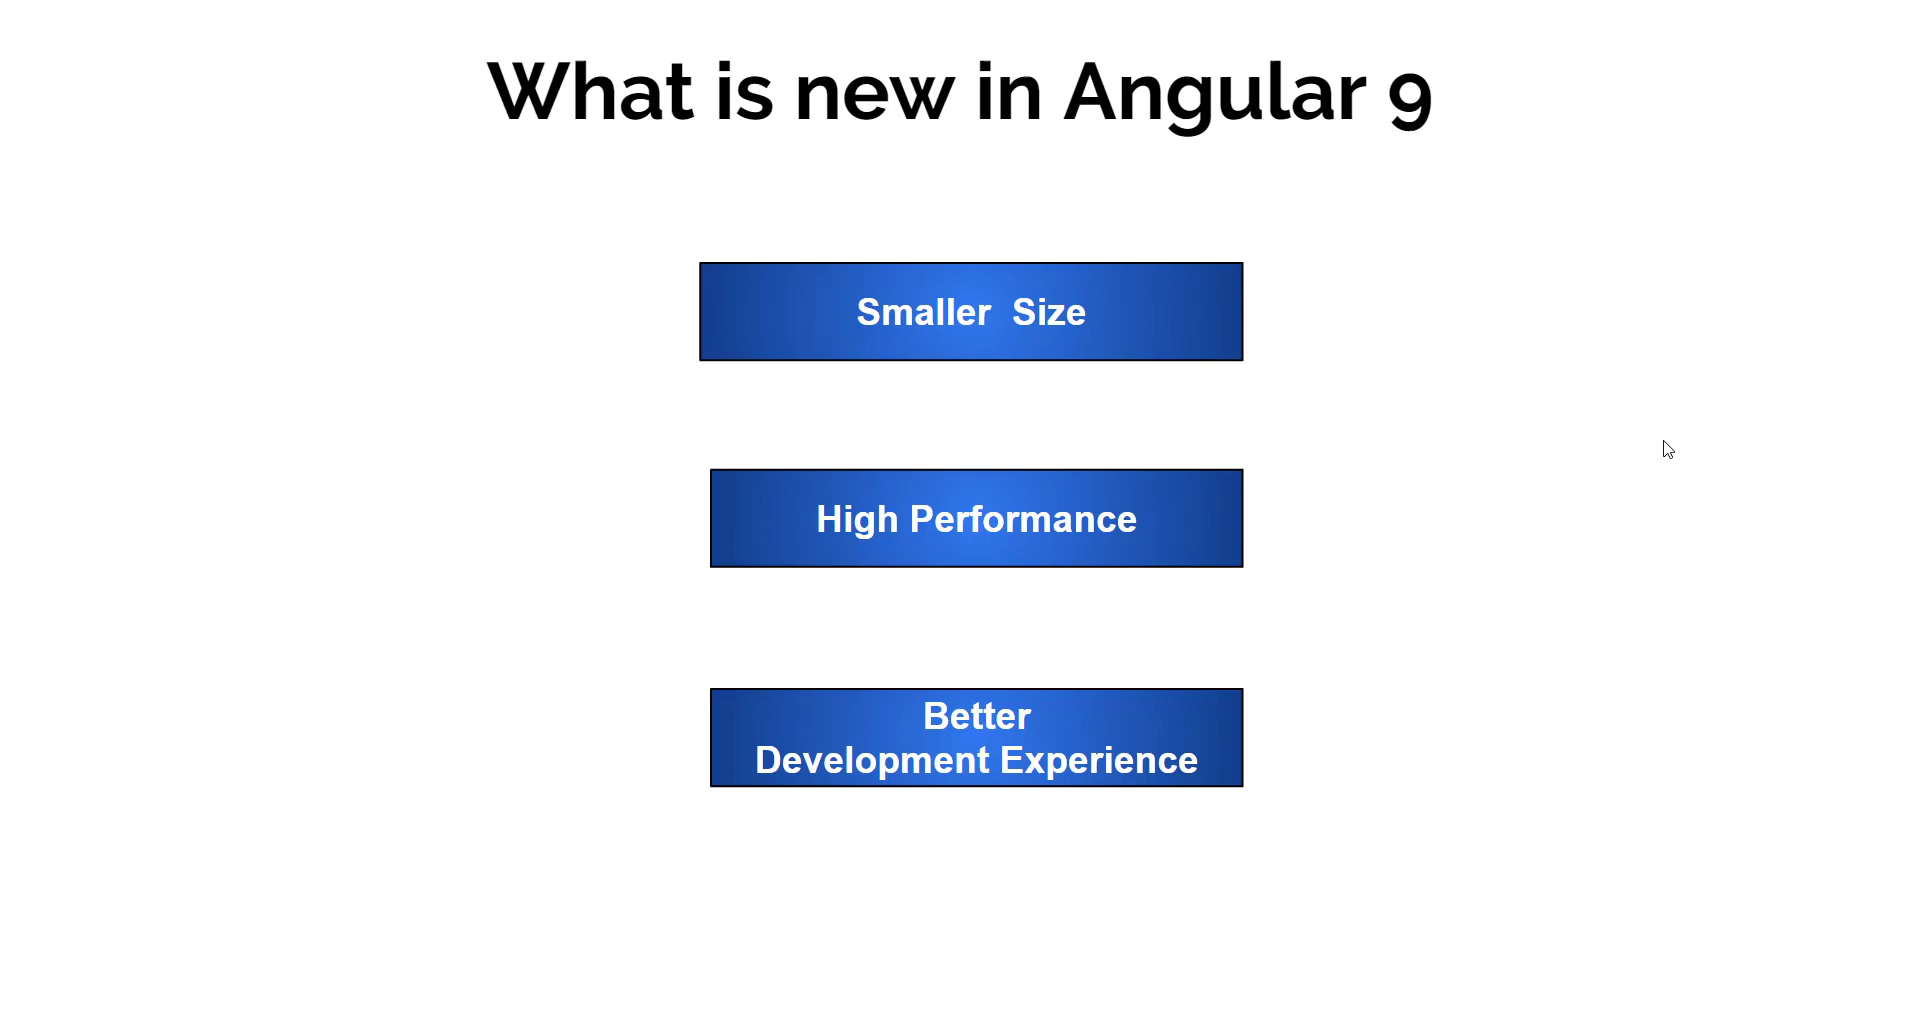 What is new in Angular 9
Smaller  Size
High Performance
Better
Development Experience